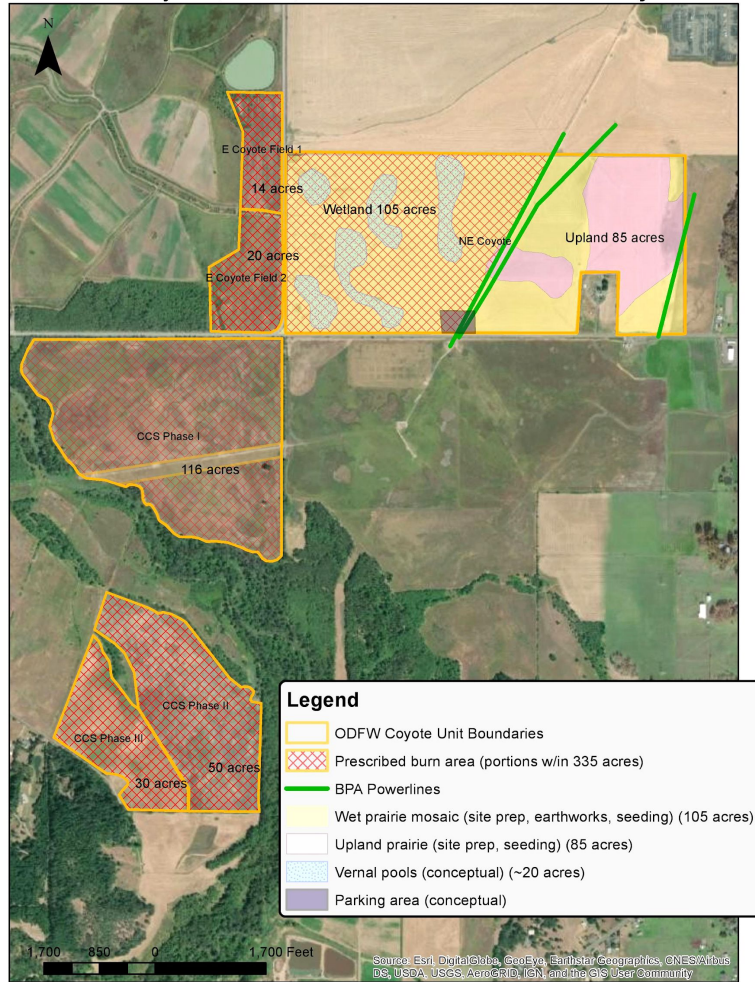 N
E Coyote Field 1
14 acres
Wetland 105 acres
NE Coyote
Upland 85 acres
20 acres
E Coyote Field 2
CCS Phase I
116 acres
CCS Phase II
CCS Phase III
50 acres
30 acres
Legend
ODFW Coyote Unit Boundaries
Prescribed burn area (portions w/in 335 acres)
BPA Powerlines
Wet prairie mosaic (site prep, earthworks, seeding) (105 acres)
Upland prairie (site prep, seeding) (85 acres)
Vernal pools (conceptual) (~20 acres)
Parking area (conceptual)
1,700 850 0 1,700 Feet
Source: Esri, DigitalGlobe, GeoEye, Earthstar Geographics, CNES/Airbus
DS, USDA, USGS, AeroGRID, IGN, and the GIS User Community